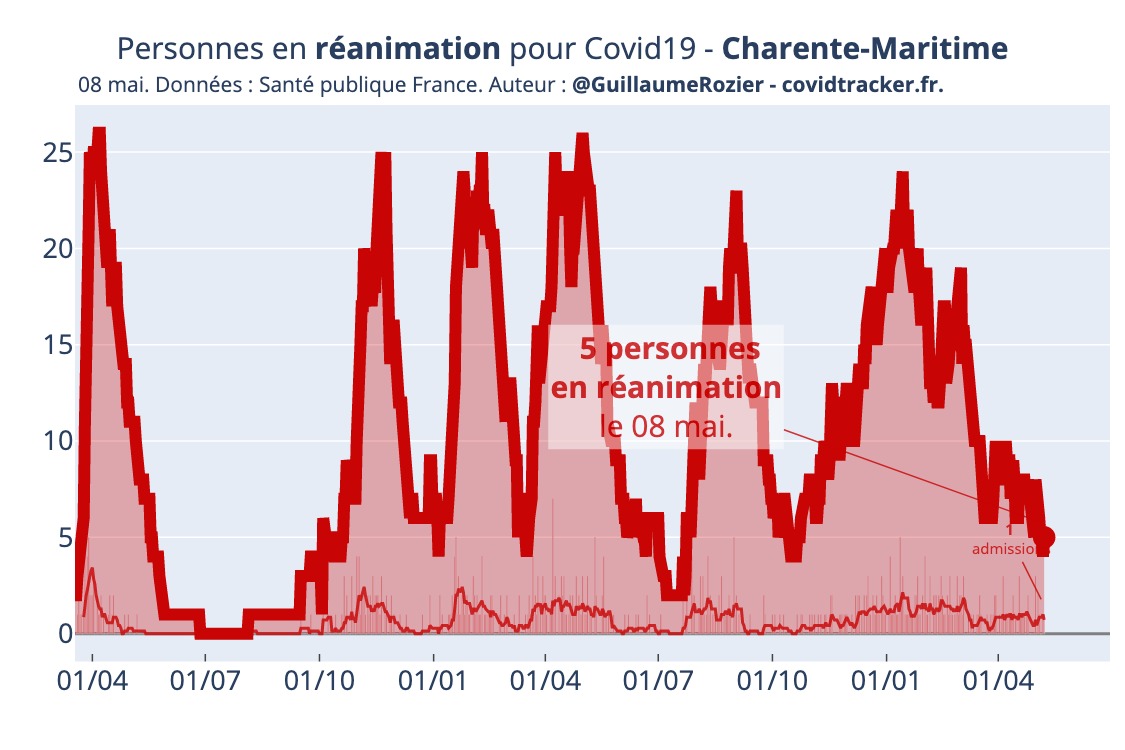 Personnes en réanimation pour Covid19 - Charente-Maritime
08 mai. Données : Santé publique France. Auteur : @GuillaumeRozier - covidtracker.fr.
25
20
15
10
5
0
5 personnes
en réanimation
le 08 mai.
1
01/04 01/07 01/10 01/01 01/04 01/07 01/10 01/01 01/04